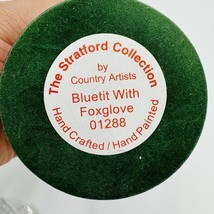 The Stratford Collection
by
Country Artists
Bluetit With
Foxglove
01288
Hand Crafted / Hand Painted